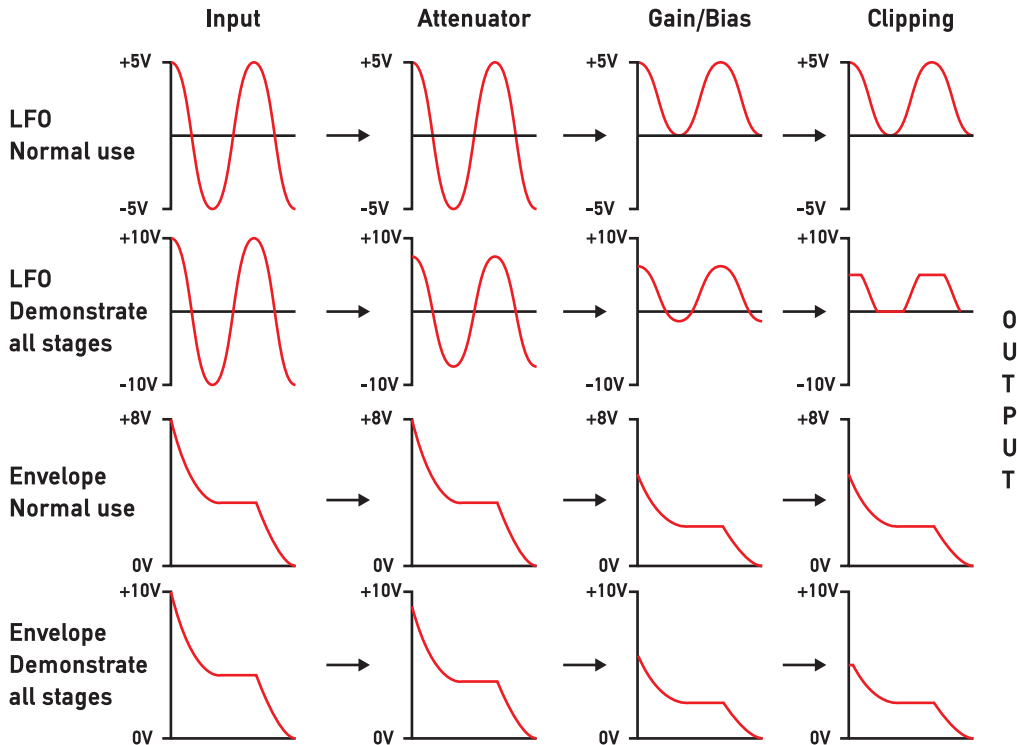 Input Attenuator Gain/Bias Clipping
+5V +5V +5V +5V
LFO
Normal use
-5V -5V -5V -5V
+10V +10V +10V +10V
LFO
Demonstrate
all stages
-10V -10V -10V -10V
+8V +8V +8V +8V
Envelope
Normal use
0V 0V 0V 0V
+10V +10V +10V +10V
Envelope
Demonstrate
all stages
0V 0V 0V 0V
O
U
T
P
U
T